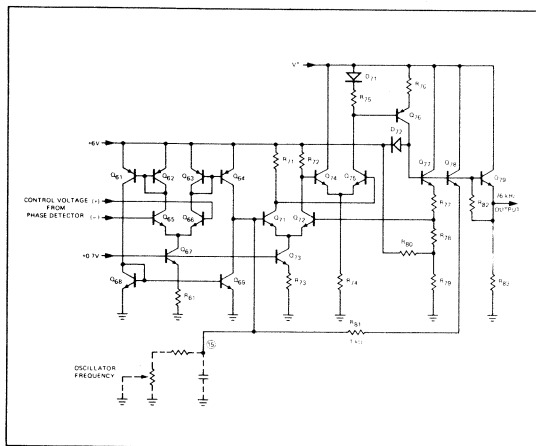 V⁺
D71
R75
R76
Q76
D72
+6V
Q61
Q62
Q63
Q64
R71
R72
Q74
Q75
Q77
Q78
Q79
CONTROL VOLTAGE (+)
FROM
PHASE DETECTOR (−)
Q65
Q66
Q71
Q72
R77
R82
76 kHz
OUTPUT
R78
R80
+0.7V
Q67
Q73
Q68
R61
R73
R74
R79
R81
1 kΩ
15
OSCILLATOR
FREQUENCY